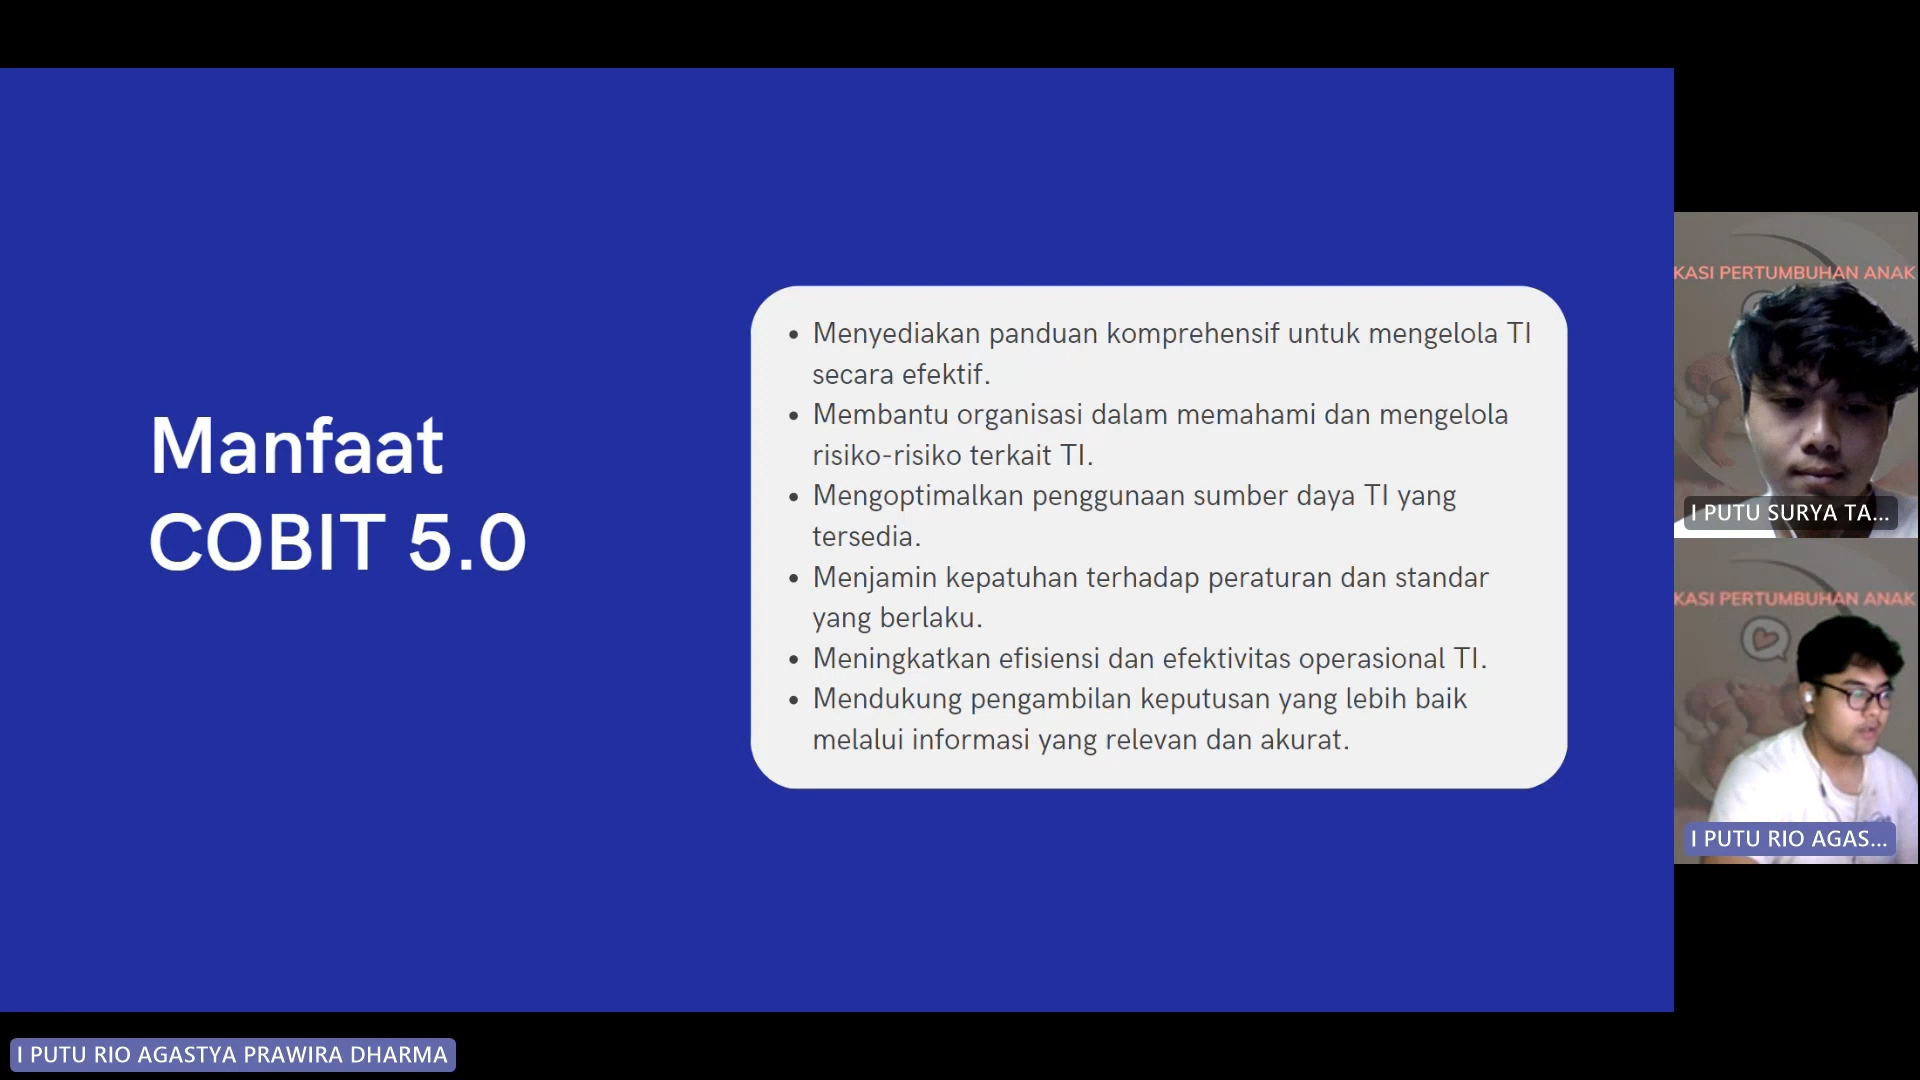 Manfaat
COBIT 5.0
• Menyediakan panduan komprehensif untuk mengelola TI
secara efektif.
• Membantu organisasi dalam memahami dan mengelola
risiko-risiko terkait TI.
• Mengoptimalkan penggunaan sumber daya TI yang
tersedia.
• Menjamin kepatuhan terhadap peraturan dan standar
yang berlaku.
• Meningkatkan efisiensi dan efektivitas operasional TI.
• Mendukung pengambilan keputusan yang lebih baik
melalui informasi yang relevan dan akurat.
KASI PERTUMBUHAN ANAK
I PUTU SURYA TA...
KASI PERTUMBUHAN ANAK
I PUTU RIO AGAS...
I PUTU RIO AGASTYA PRAWIRA DHARMA